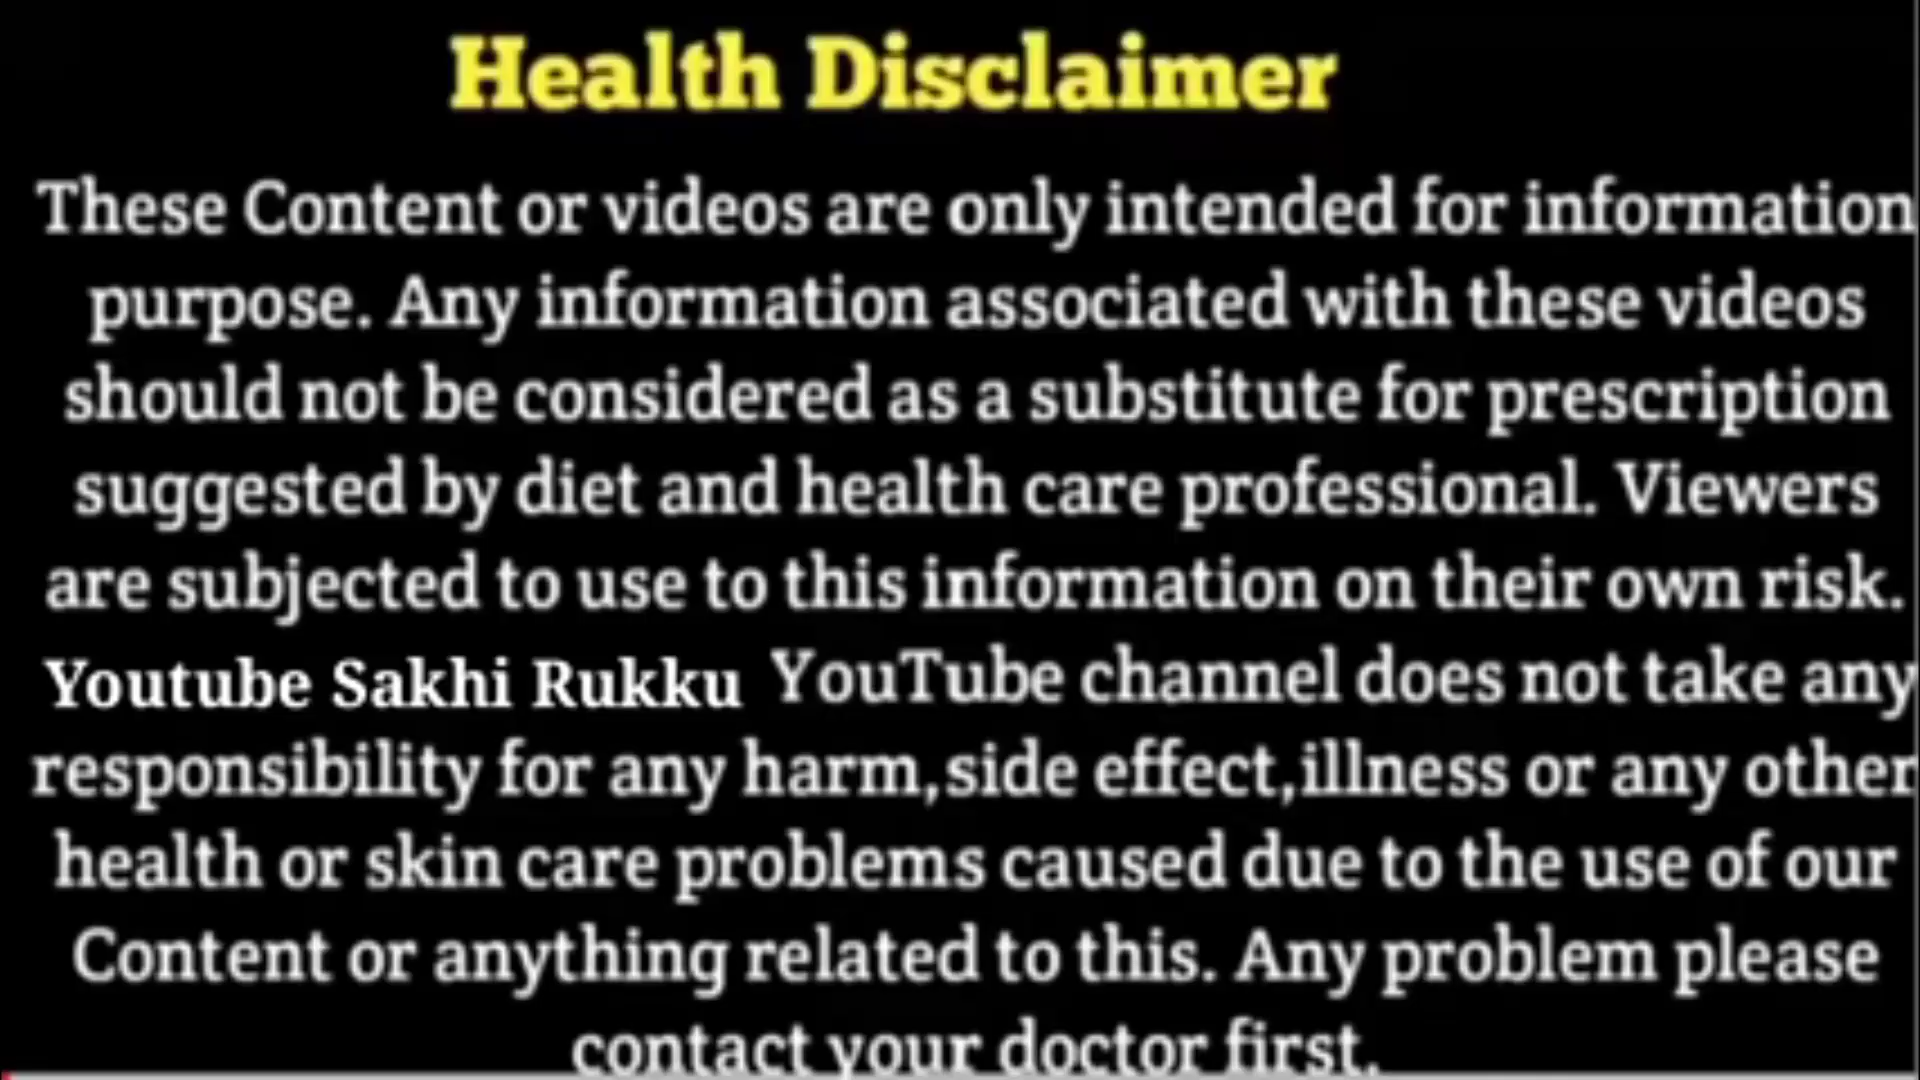 Health Disclaimer
These Content or videos are only intended for information
purpose. Any information associated with these videos
should not be considered as a substitute for prescription
suggested by diet and health care professional. Viewers
are subjected to use to this information on their own risk.
Youtube Sakhi Rukku YouTube channel does not take any
responsibility for any harm,side effect,illness or any other
health or skin care problems caused due to the use of our
Content or anything related to this. Any problem please
contact your doctor first.